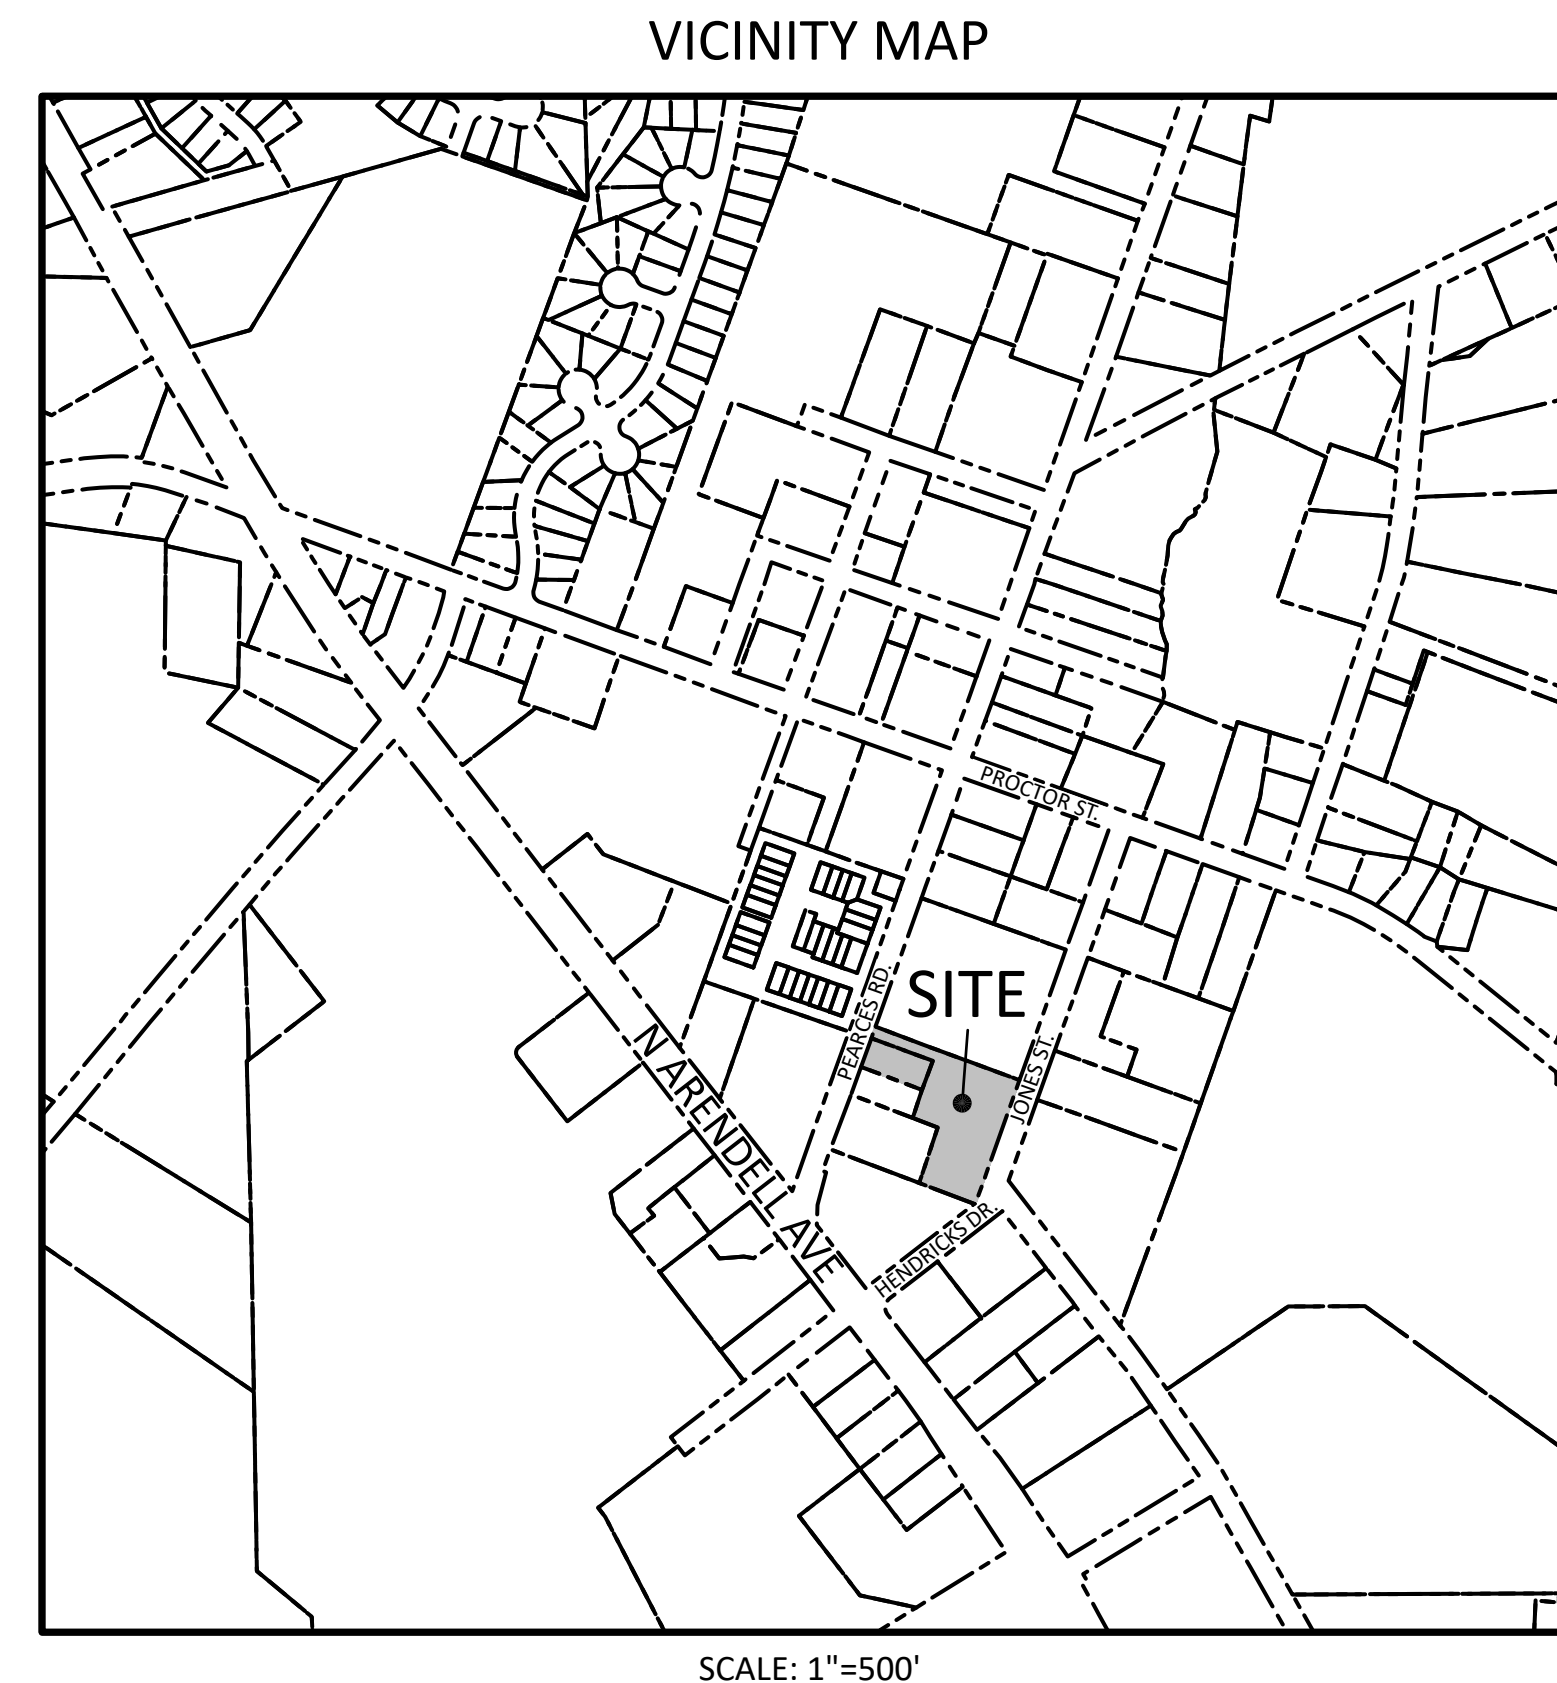 VICINITY MAP
PROCTOR ST.
SITE
PEARCES RD.
JONES ST.
N ARENDELL AVE
HENDRICKS DR.
SCALE: 1"=500'